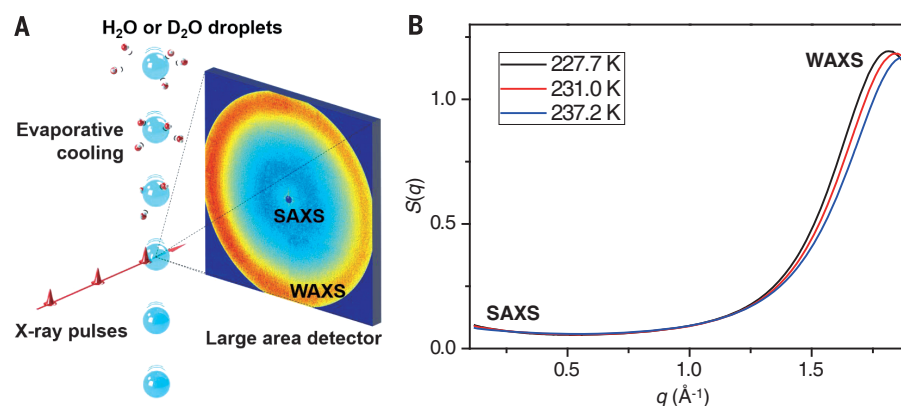 A
H₂O or D₂O droplets
Evaporative
cooling
SAXS
WAXS
X-ray pulses
Large area detector
B
227.7 K
231.0 K
237.2 K
WAXS
SAXS
S(q)
1.0
0.5
0.0
0.5
1.0
1.5
q (Å⁻¹)